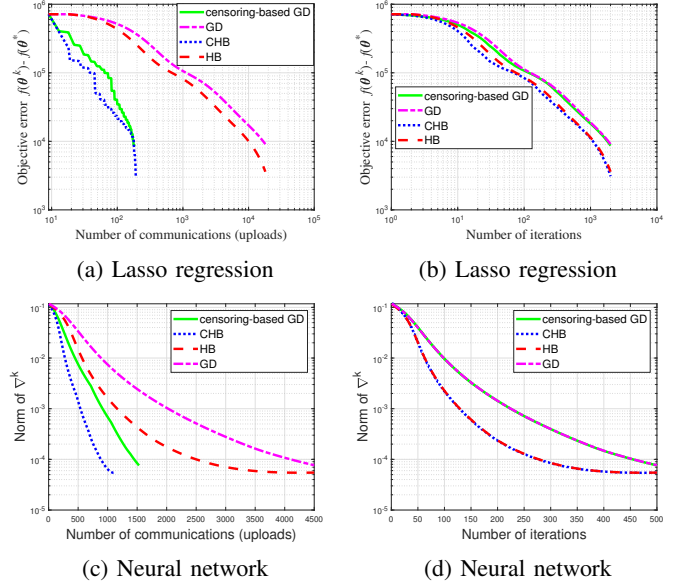 10^6
10^5
10^4
10^3
10^1
10^2
10^3
10^4
10^5
Objective error f(θ^k)- f(θ^*)
Number of communications (uploads)
censoring-based GD
GD
CHB
HB
(a) Lasso regression
10^6
10^5
10^4
10^3
10^0
10^1
10^2
10^3
10^4
Objective error f(θ^k)- f(θ^*)
Number of iterations
censoring-based GD
GD
CHB
HB
(b) Lasso regression
10^-1
10^-2
10^-3
10^-4
10^-5
0 500 1000 1500 2000 2500 3000 3500 4000 4500
Norm of ∇^k
Number of communications (uploads)
censoring-based GD
CHB
HB
GD
(c) Neural network
10^-1
10^-2
10^-3
10^-4
10^-5
0 50 100 150 200 250 300 350 400 450 500
Norm of ∇^k
Number of iterations
censoring-based GD
CHB
HB
GD
(d) Neural network